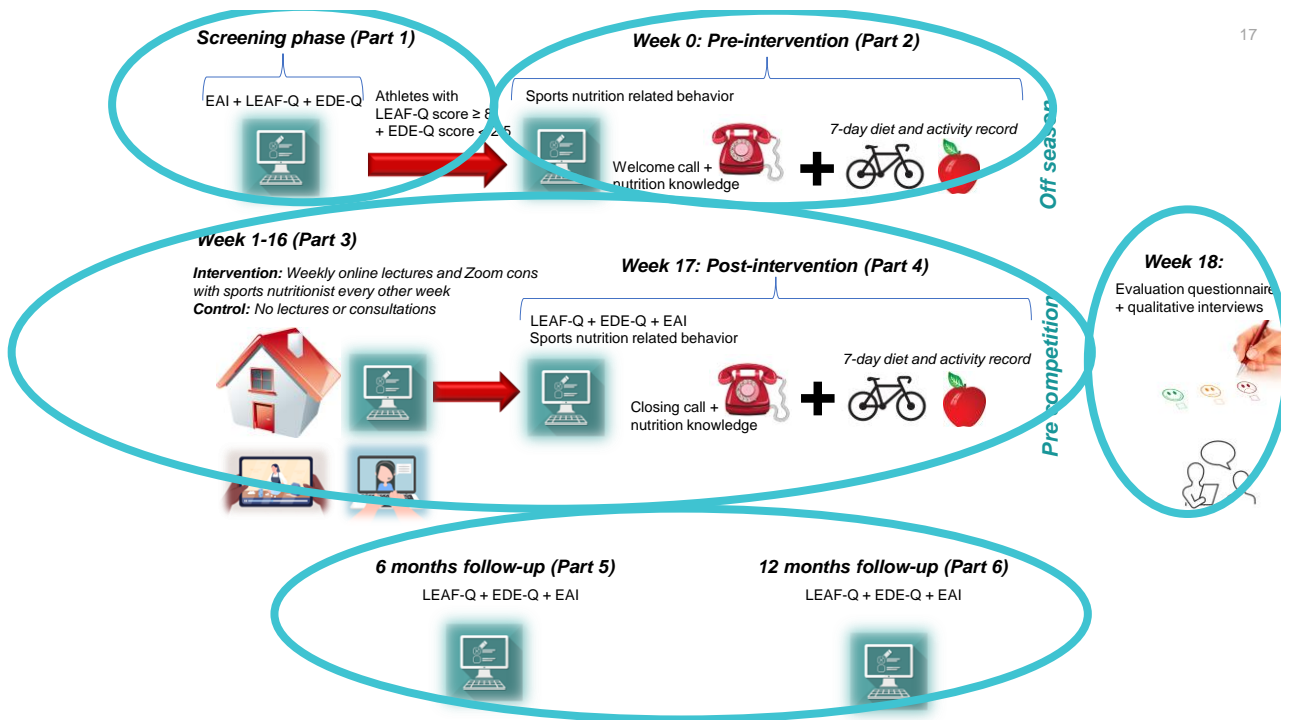 17
Screening phase (Part 1)
EAI + LEAF-Q + EDE-Q
Athletes with
LEAF-Q score ≥ 8
+ EDE-Q score < 2.5
Week 0: Pre-intervention (Part 2)
Sports nutrition related behavior
Welcome call +
nutrition knowledge
7-day diet and activity record
Off season
Week 1-16 (Part 3)
Intervention: Weekly online lectures and Zoom cons
with sports nutritionist every other week
Control: No lectures or consultations
Week 17: Post-intervention (Part 4)
LEAF-Q + EDE-Q + EAI
Sports nutrition related behavior
Closing call +
nutrition knowledge
7-day diet and activity record
Pre competition
Week 18:
Evaluation questionnaire
+ qualitative interviews
6 months follow-up (Part 5)
LEAF-Q + EDE-Q + EAI
12 months follow-up (Part 6)
LEAF-Q + EDE-Q + EAI